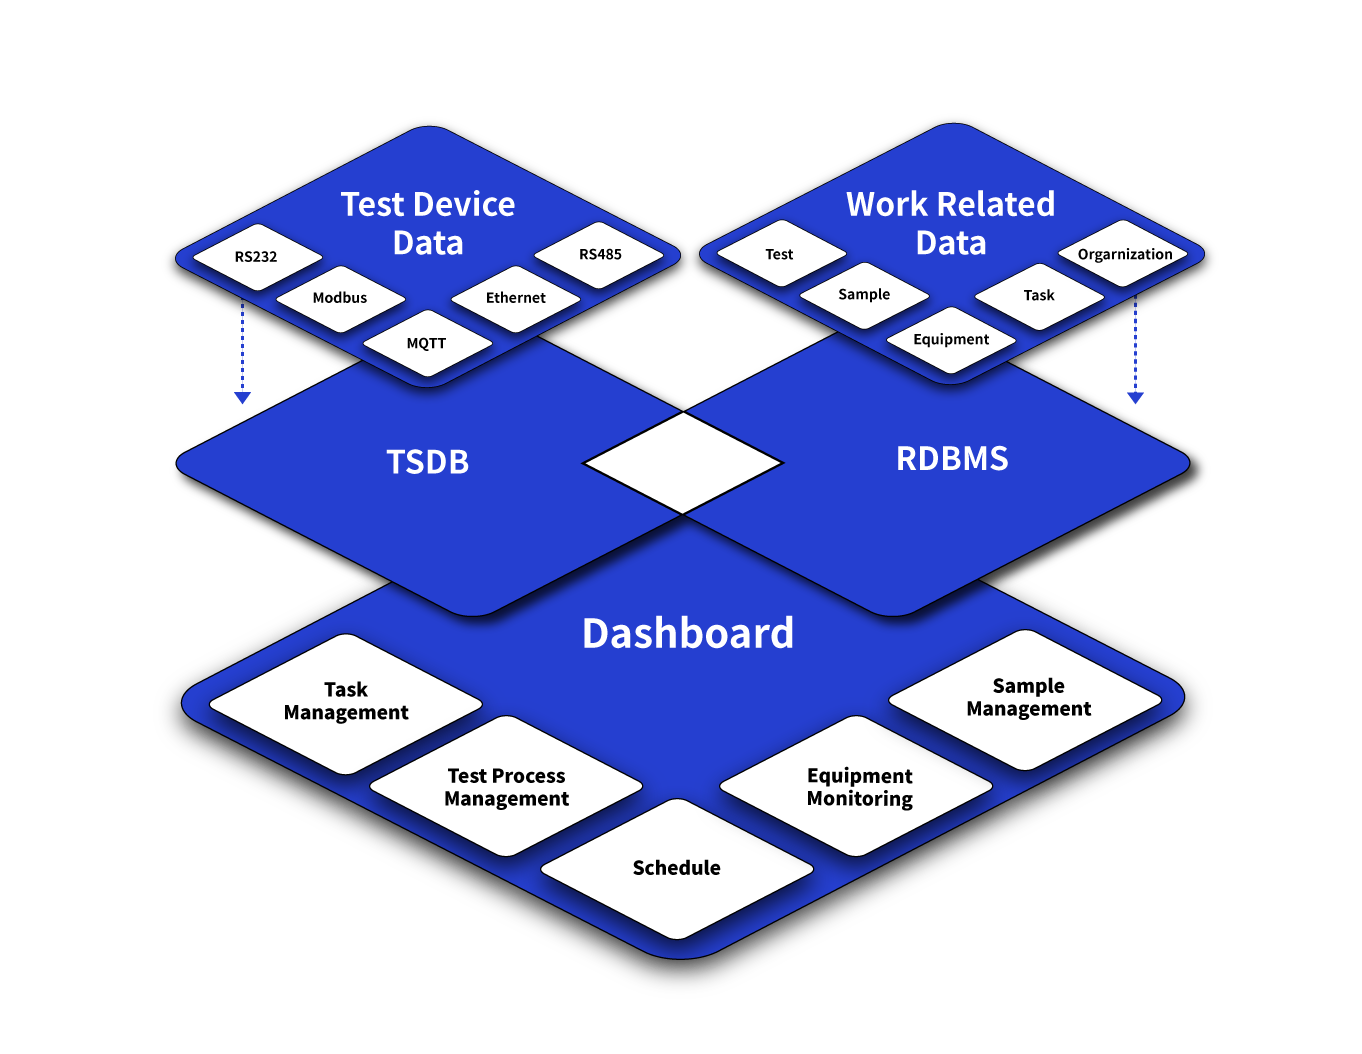 Test Device
Data
RS232
Modbus
MQTT
Ethernet
RS485
Work Related
Data
Test
Sample
Equipment
Task
Orgarnization
TSDB
RDBMS
Dashboard
Task
Management
Test Process
Management
Schedule
Equipment
Monitoring
Sample
Management